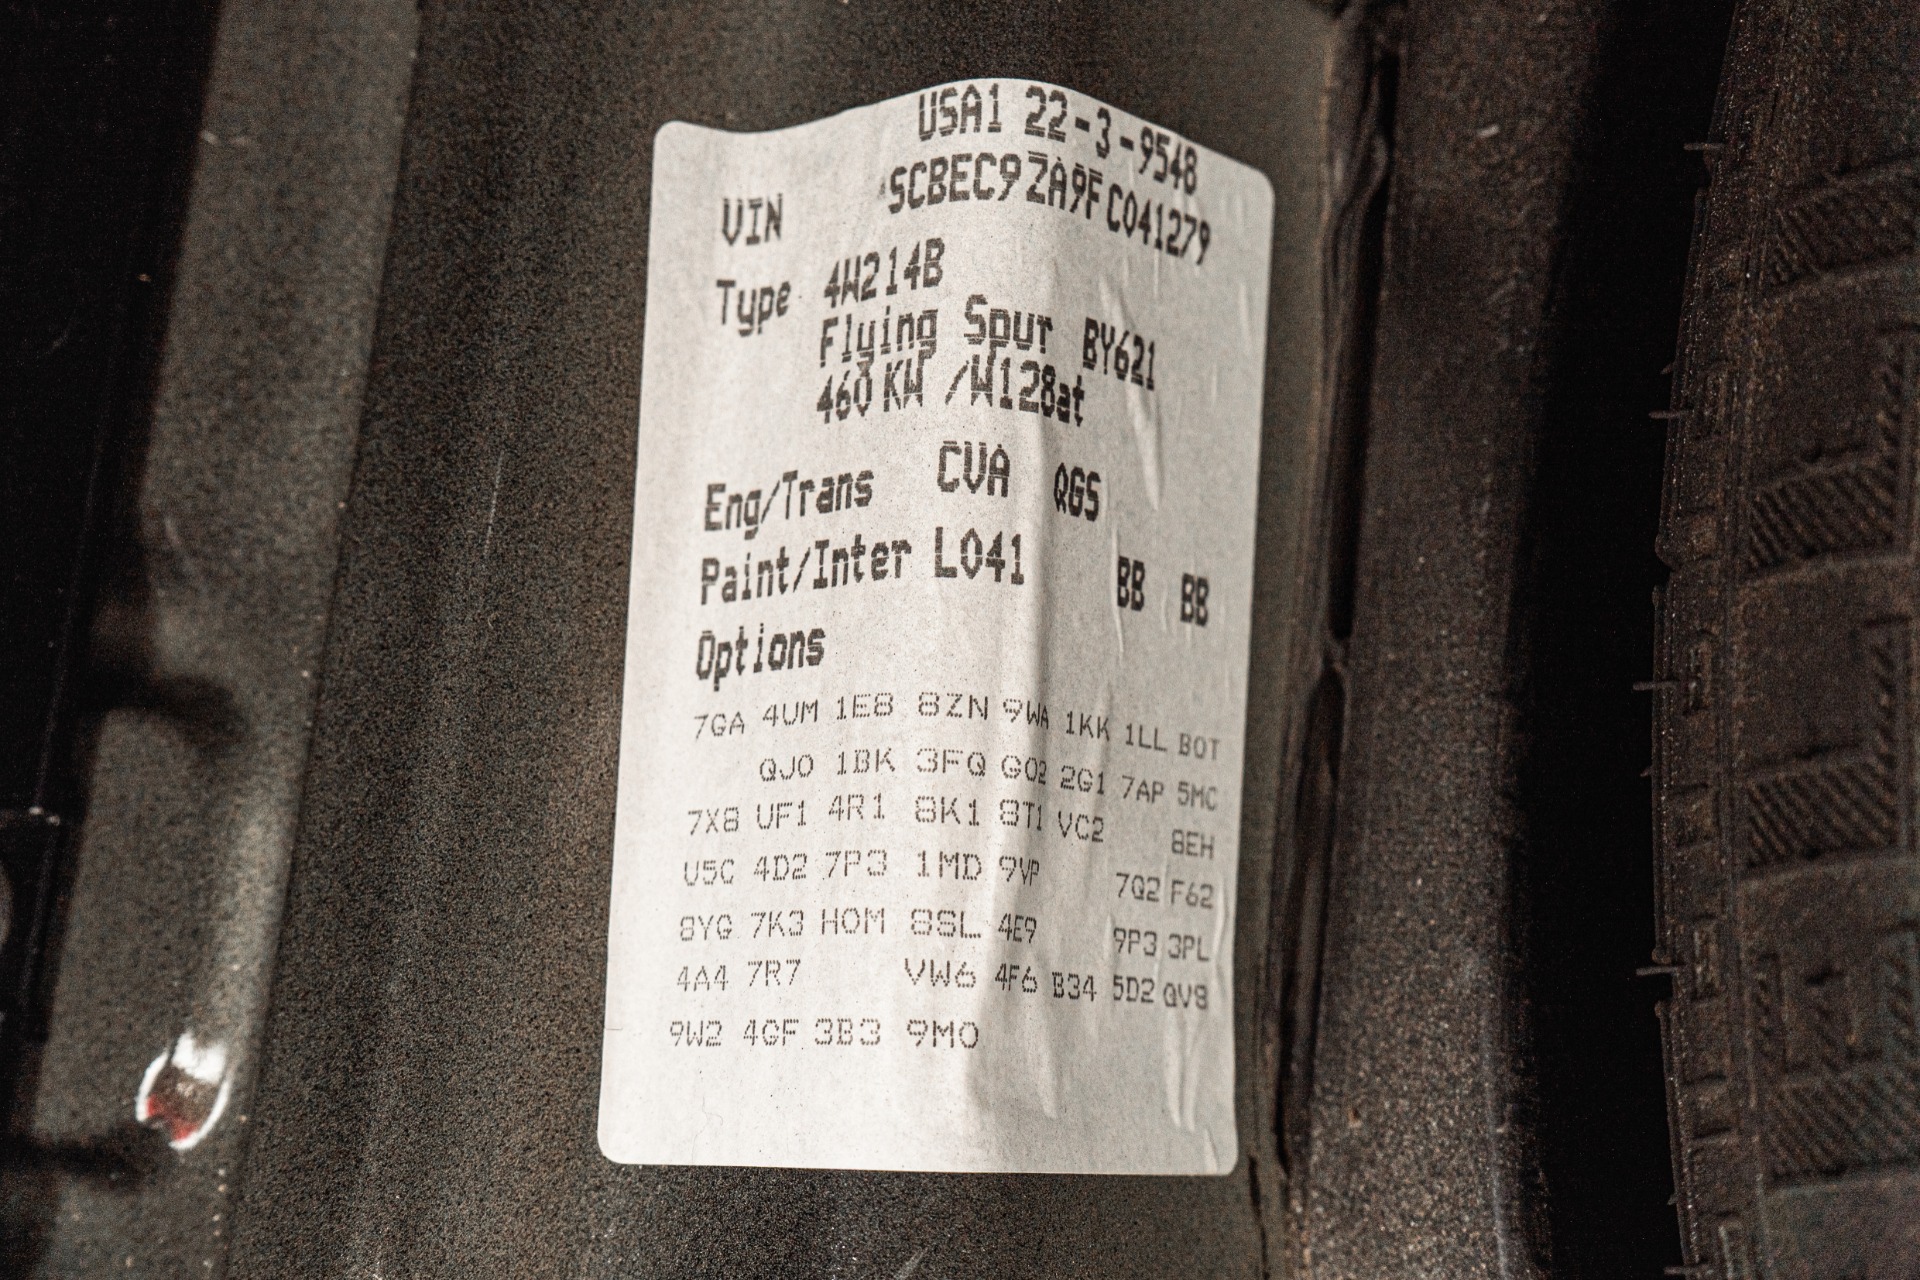 USA1 22-3-9548
VIN SCBEC9ZA9FC041279
Type 4W214B
Flying Spur BY621
460 KW /W128at
Eng/Trans CVA QGS
Paint/Inter L041 BB BB
Options
7GA 4UM 1E8 8ZN 9WA 1KK 1LL B0T
QJ0 1BK 3FQ G02 2G1 7AP 5MC
7X8 UF1 4R1 8K1 8T1 VC2 8EH
U5C 4D2 7P3 1MD 9VP 7Q2 F62
8YG 7K3 H0M 8SL 4E9 9P3 3PL
4A4 7R7 VW6 4F6 B34 5D2 QV8
9W2 4GF 3B3 9M0